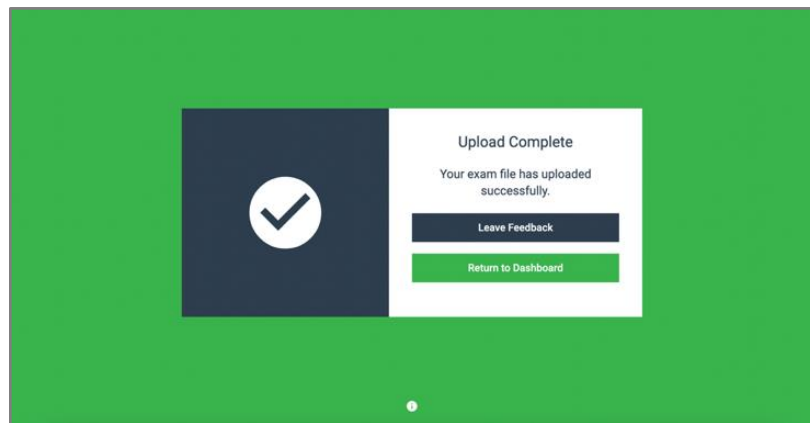 Upload Complete
Your exam file has uploaded
successfully.
Leave Feedback
Return to Dashboard